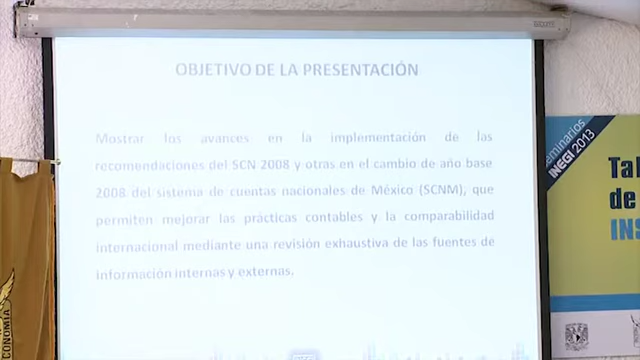 OBJETIVO DE LA PRESENTACIÓN
Mostrar los avances en la implementación de las
recomendaciones del SCN 2008 y otras en el cambio de año base
2008 del sistema de cuentas nacionales de México (SCNM), que
permiten mejorar las prácticas contables y la comparabilidad
internacional mediante una revisión exhaustiva de las fuentes de
información internas y externas.
eminarios
INEGI 2013
Tal
de
INS
ECONOMÍA